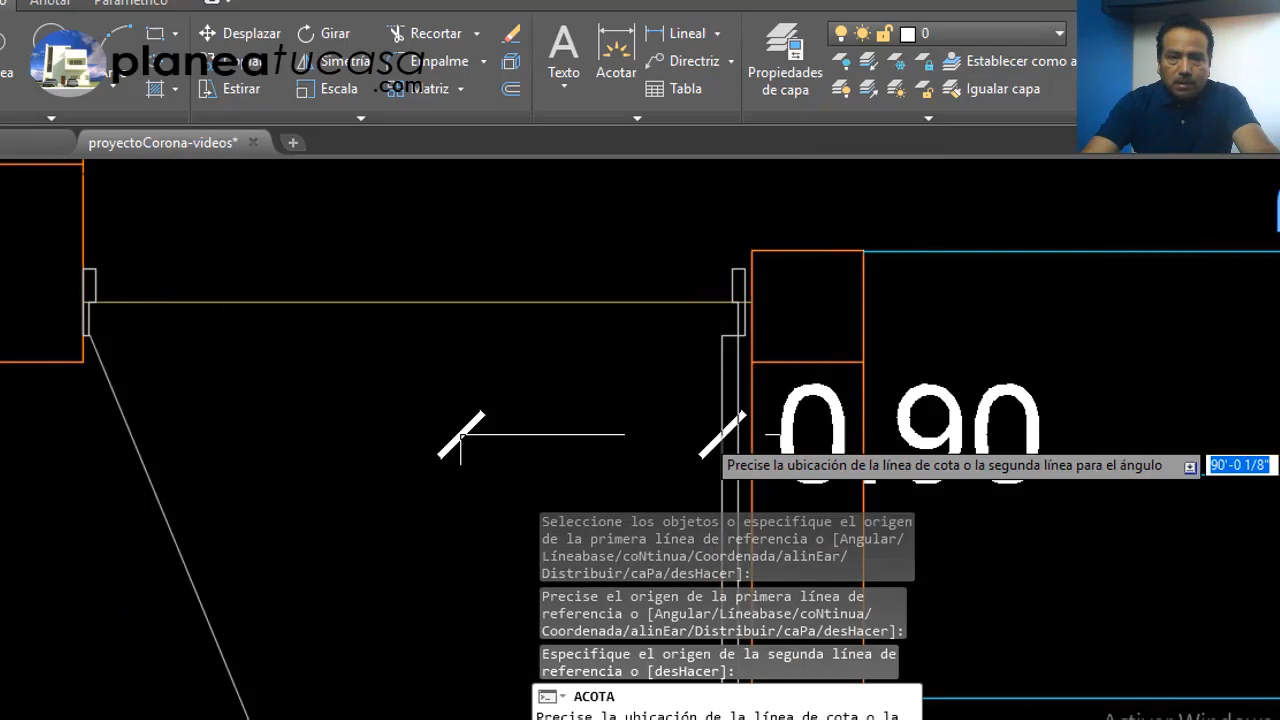 Anotar Paramétrico
Desplazar Girar Recortar
Simetría Empalme
Estirar Escala Matriz
planeatucasa
.com
Texto Acotar
Lineal
Directriz
Tabla
Propiedades
de capa
0
Establecer como a
Igualar capa
proyectoCorona-videos*
0.90
Precise la ubicación de la línea de cota o la segunda línea para el ángulo
90'-0 1/8"
Seleccione los objetos o especifique el origen
de la primera línea de referencia o [Angular/
Líneabase/coNtinua/Coordenada/alinEar/
Distribuir/caPa/desHacer]:
Precise el origen de la primera línea de
referencia o [Angular/Líneabase/coNtinua/
Coordenada/alinEar/Distribuir/caPa/desHacer]:
Especifique el origen de la segunda línea de
referencia o [desHacer]:
ACOTA
Precise la ubicación de la línea de cota o la